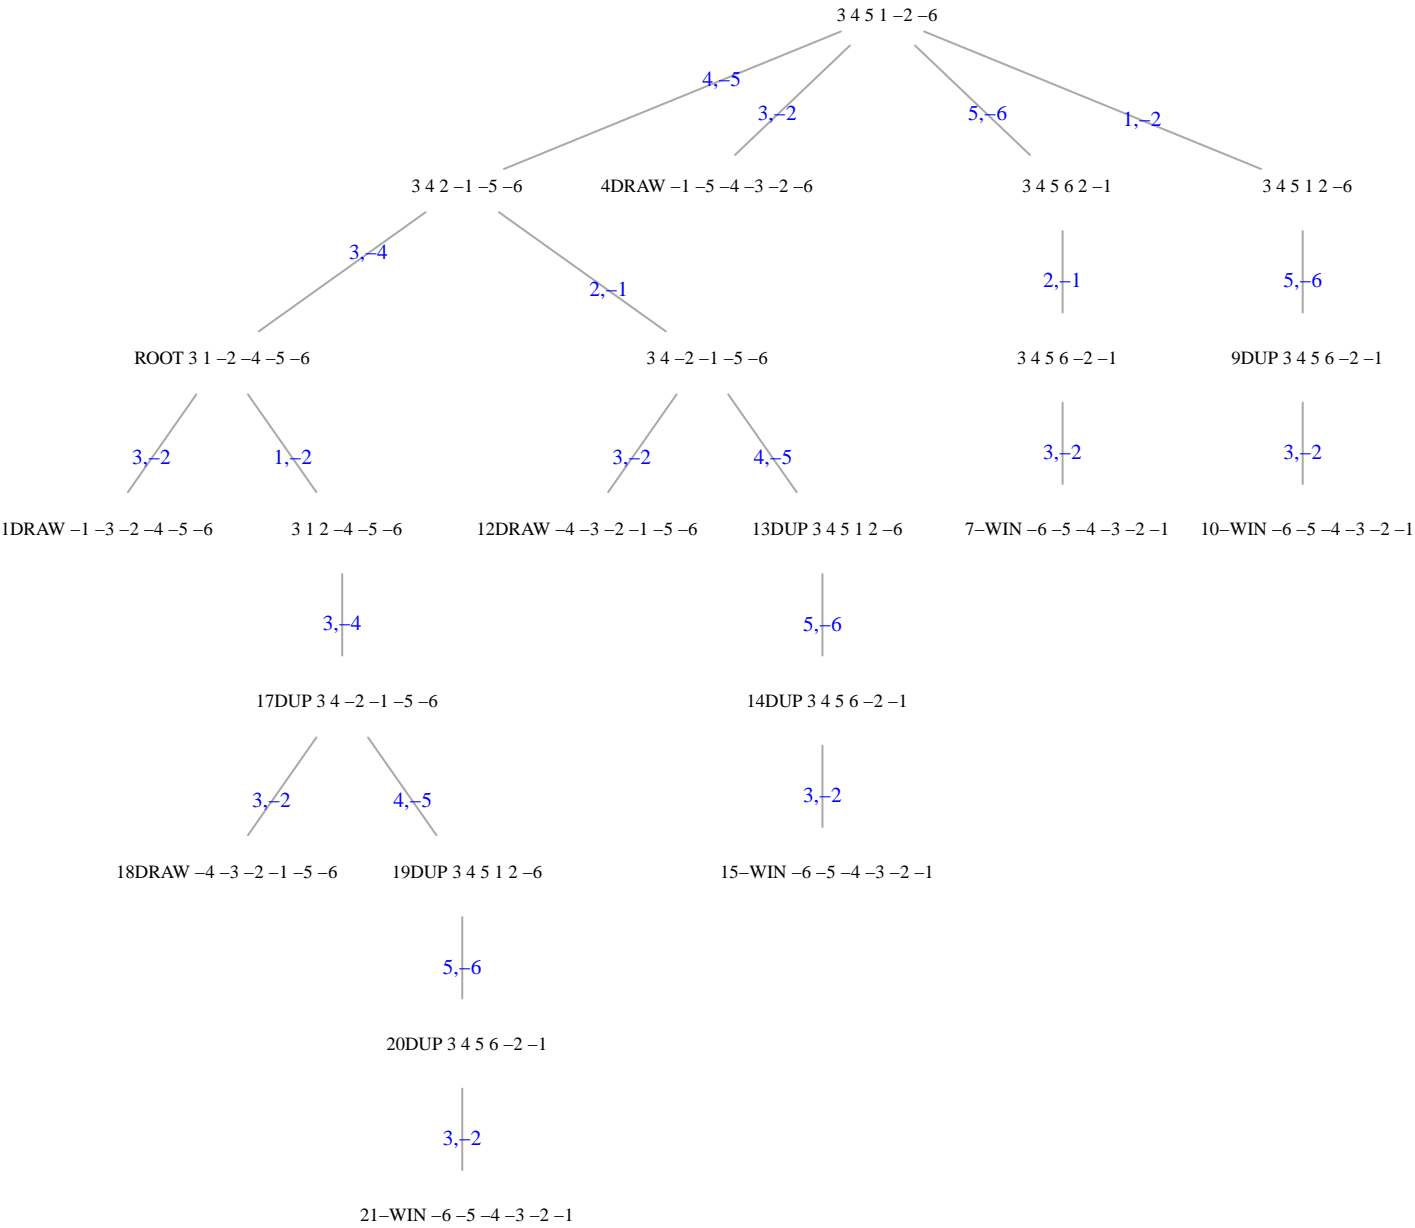 3 4 5 1 –2 –6
4,–5
3,–2
5,–6
1,–2
3 4 2 –1 –5 –6
4DRAW –1 –5 –4 –3 –2 –6
3 4 5 6 2 –1
3 4 5 1 2 –6
3,–4
2,–1
2,–1
5,–6
ROOT 3 1 –2 –4 –5 –6
3 4 –2 –1 –5 –6
3 4 5 6 –2 –1
9DUP 3 4 5 6 –2 –1
3,–2
1,–2
3,–2
4,–5
3,–2
3,–2
1DRAW –1 –3 –2 –4 –5 –6
3 1 2 –4 –5 –6
12DRAW –4 –3 –2 –1 –5 –6
13DUP 3 4 5 1 2 –6
7–WIN –6 –5 –4 –3 –2 –1
10–WIN –6 –5 –4 –3 –2 –1
3,–4
5,–6
17DUP 3 4 –2 –1 –5 –6
14DUP 3 4 5 6 –2 –1
3,–2
4,–5
3,–2
18DRAW –4 –3 –2 –1 –5 –6
19DUP 3 4 5 1 2 –6
15–WIN –6 –5 –4 –3 –2 –1
5,–6
20DUP 3 4 5 6 –2 –1
3,–2
21–WIN –6 –5 –4 –3 –2 –1